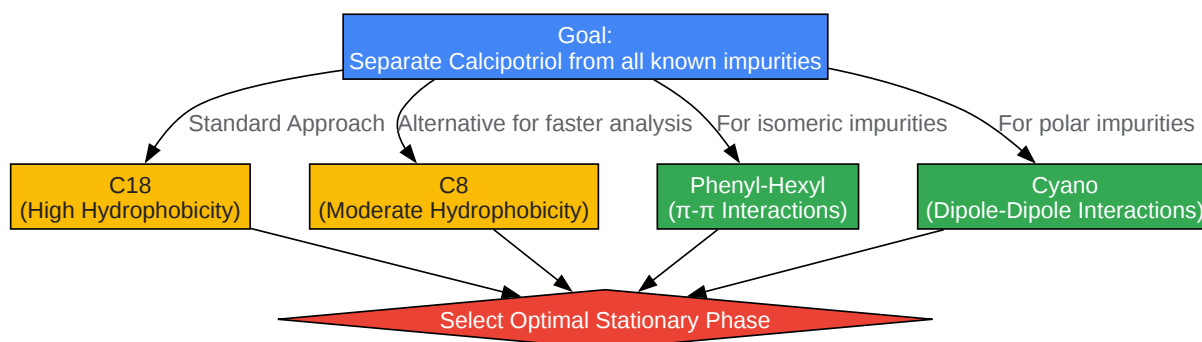 Goal:
Separate Calcipotriol from all known impurities
Standard Approach
Alternative for faster analysis
For isomeric impurities
For polar impurities
C18
(High Hydrophobicity)
C8
(Moderate Hydrophobicity)
Phenyl-Hexyl
(π-π Interactions)
Cyano
(Dipole-Dipole Interactions)
Select Optimal Stationary Phase